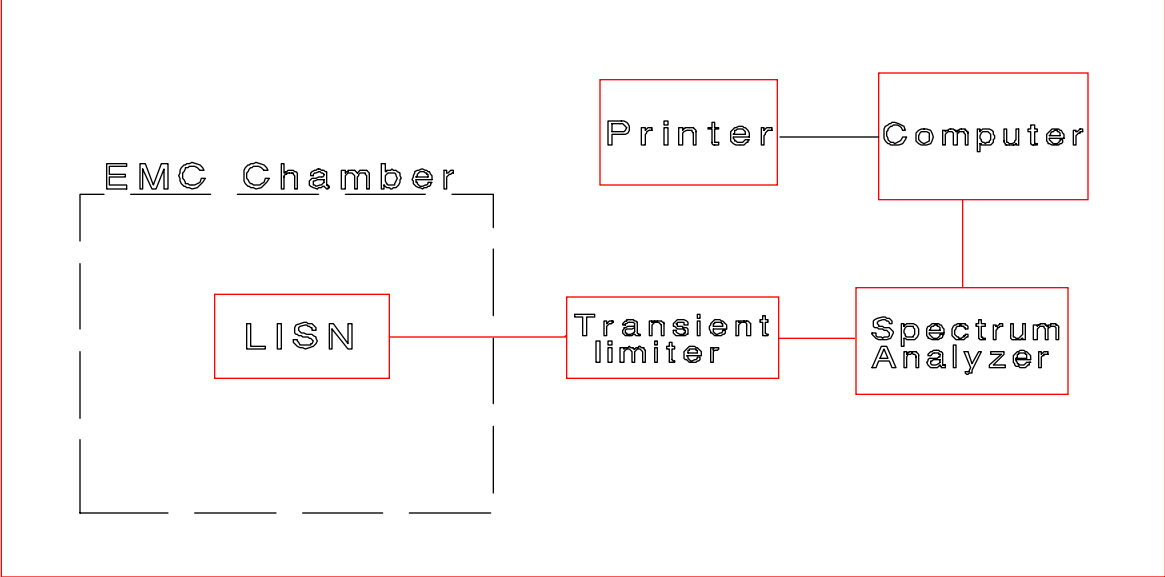 Printer
Computer
EMC Chamber
LISN
Transient
limiter
Spectrum
Analyzer